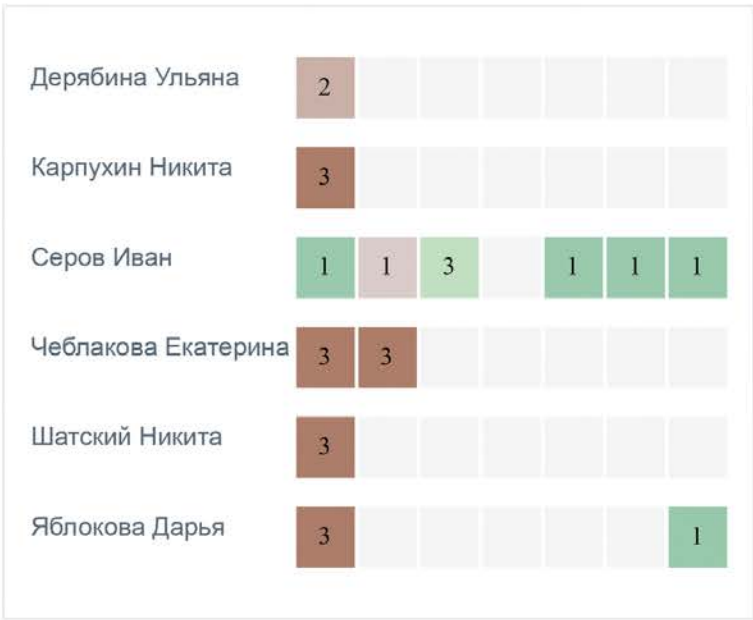 Дерябина Ульяна 2
Карпухин Никита 3
Серов Иван 1 1 3 1 1 1
Чеблакова Екатерина 3 3
Шатский Никита 3
Яблокова Дарья 3 1